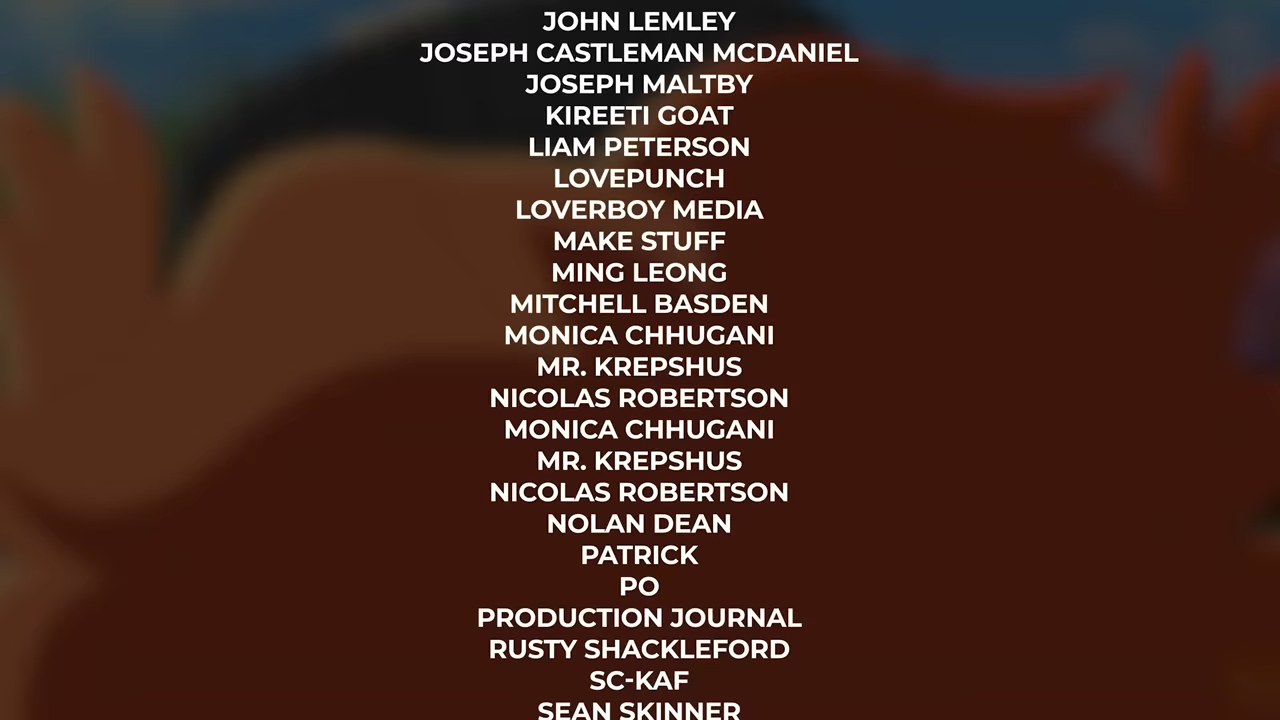 JOHN LEMLEY
JOSEPH CASTLEMAN MCDANIEL
JOSEPH MALTBY
KIREETI GOAT
LIAM PETERSON
LOVEPUNCH
LOVERBOY MEDIA
MAKE STUFF
MING LEONG
MITCHELL BASDEN
MONICA CHHUGANI
MR. KREPSHUS
NICOLAS ROBERTSON
MONICA CHHUGANI
MR. KREPSHUS
NICOLAS ROBERTSON
NOLAN DEAN
PATRICK
PO
PRODUCTION JOURNAL
RUSTY SHACKLEFORD
SC-KAF
SEAN SKINNER